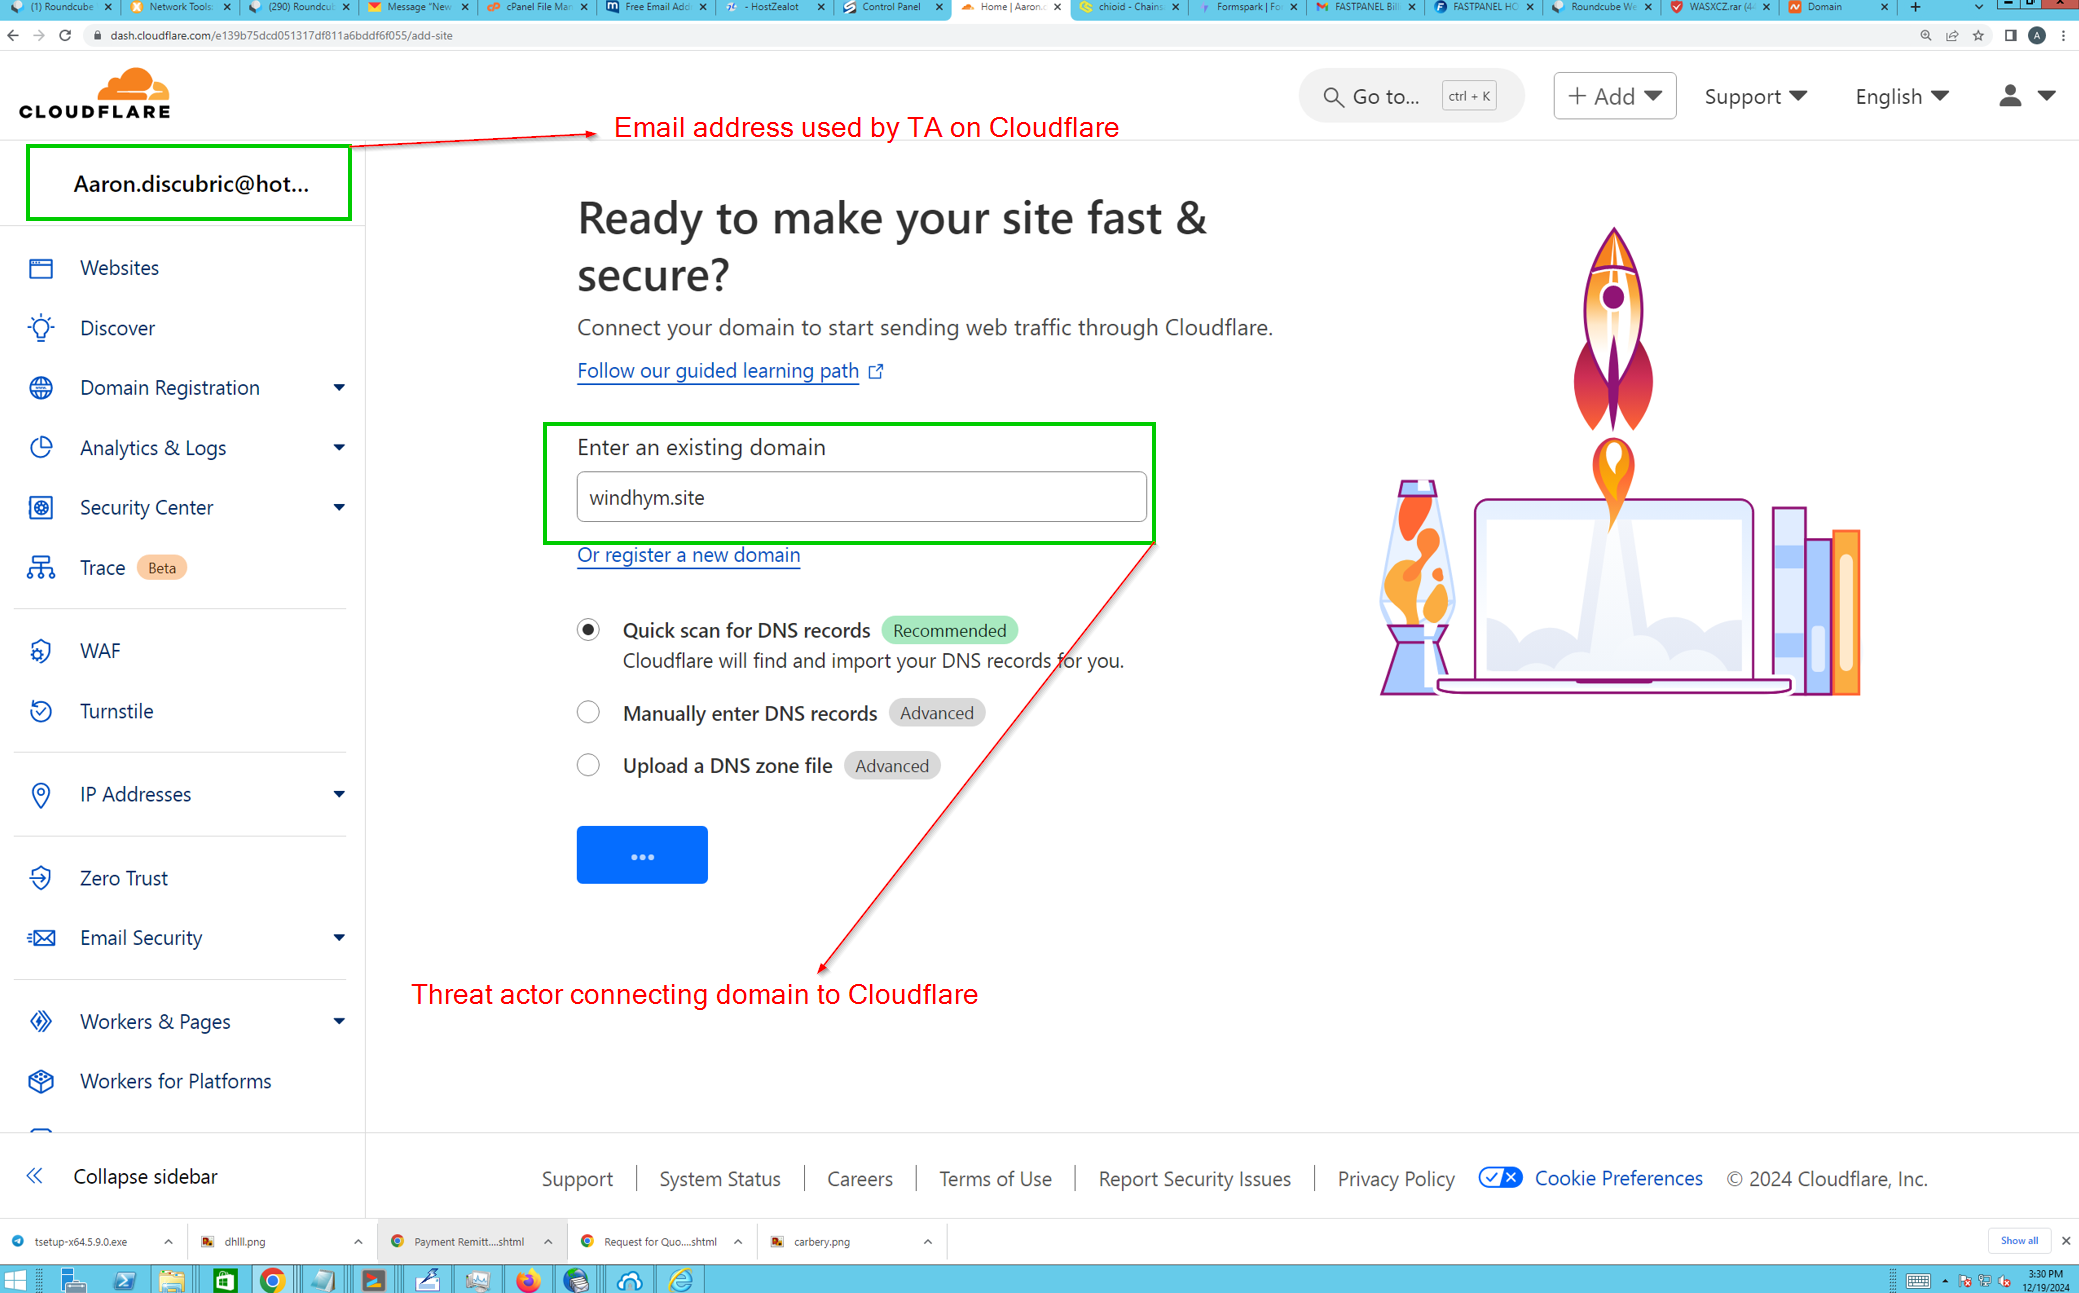 (1) Roundcube
Network Tools:
(290) Roundcub
Message "New
cPanel File Mar
Free Email Add
- HostZealot
Control Panel
Home | Aaron.d
chioid - Chains
Formspark | For
FASTPANEL Billi
FASTPANEL HO
Roundcube We
WASXCZ.rar (44
Domain
dash.cloudflare.com/e139b75dcd051317df811a6bddf6f055/add-site
A
CLOUDFLARE
Go to...
ctrl + K
+ Add
Support
English
Email address used by TA on Cloudflare
Aaron.discubric@hot...
Websites
Discover
Domain Registration
Analytics & Logs
Security Center
Trace Beta
WAF
Turnstile
IP Addresses
Zero Trust
Email Security
Workers & Pages
Workers for Platforms
Collapse sidebar
Ready to make your site fast &
secure?
Connect your domain to start sending web traffic through Cloudflare.
Follow our guided learning path
Enter an existing domain
windhym.site
Or register a new domain
Quick scan for DNS records Recommended
Cloudflare will find and import your DNS records for you.
Manually enter DNS records Advanced
Upload a DNS zone file Advanced
...
Threat actor connecting domain to Cloudflare
Support
System Status
Careers
Terms of Use
Report Security Issues
Privacy Policy
Cookie Preferences
© 2024 Cloudflare, Inc.
tsetup-x64.5.9.0.exe
dhlll.png
Payment Remitt....shtml
Request for Quo....shtml
carbery.png
Show all
3:30 PM
12/19/2024